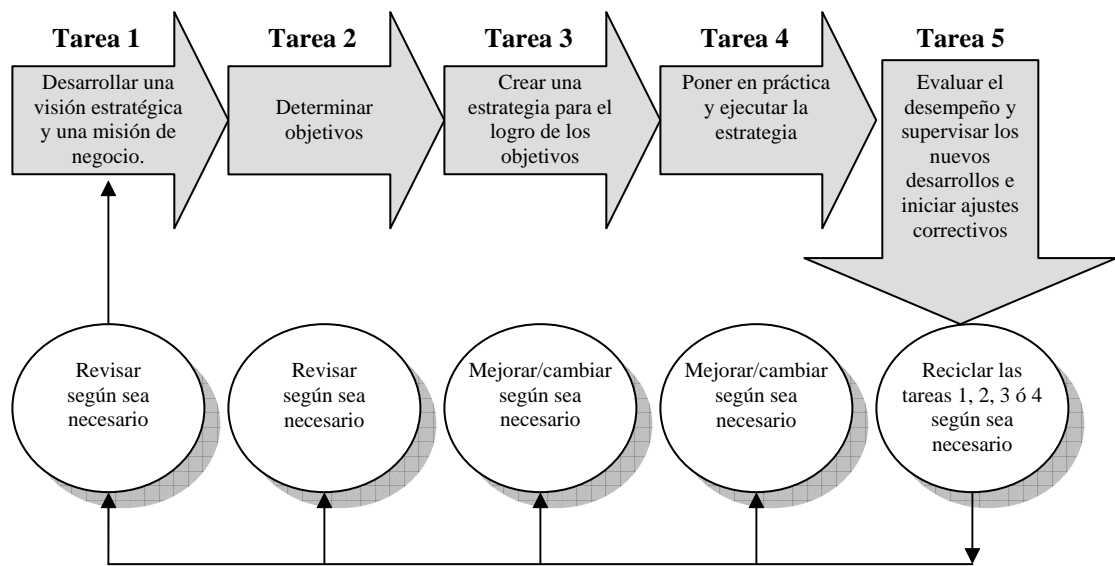 Tarea 1
Desarrollar una
visión estratégica
y una misión de
negocio.
Tarea 2
Determinar
objetivos
Tarea 3
Crear una
estrategia para el
logro de los
objetivos
Tarea 4
Poner en práctica
y ejecutar la
estrategia
Tarea 5
Evaluar el
desempeño y
supervisar los
nuevos
desarrollos e
iniciar ajustes
correctivos
Revisar
según sea
necesario
Revisar
según sea
necesario
Mejorar/cambiar
según sea
necesario
Mejorar/cambiar
según sea
necesario
Reciclar las
tareas 1, 2, 3 ó 4
según sea
necesario